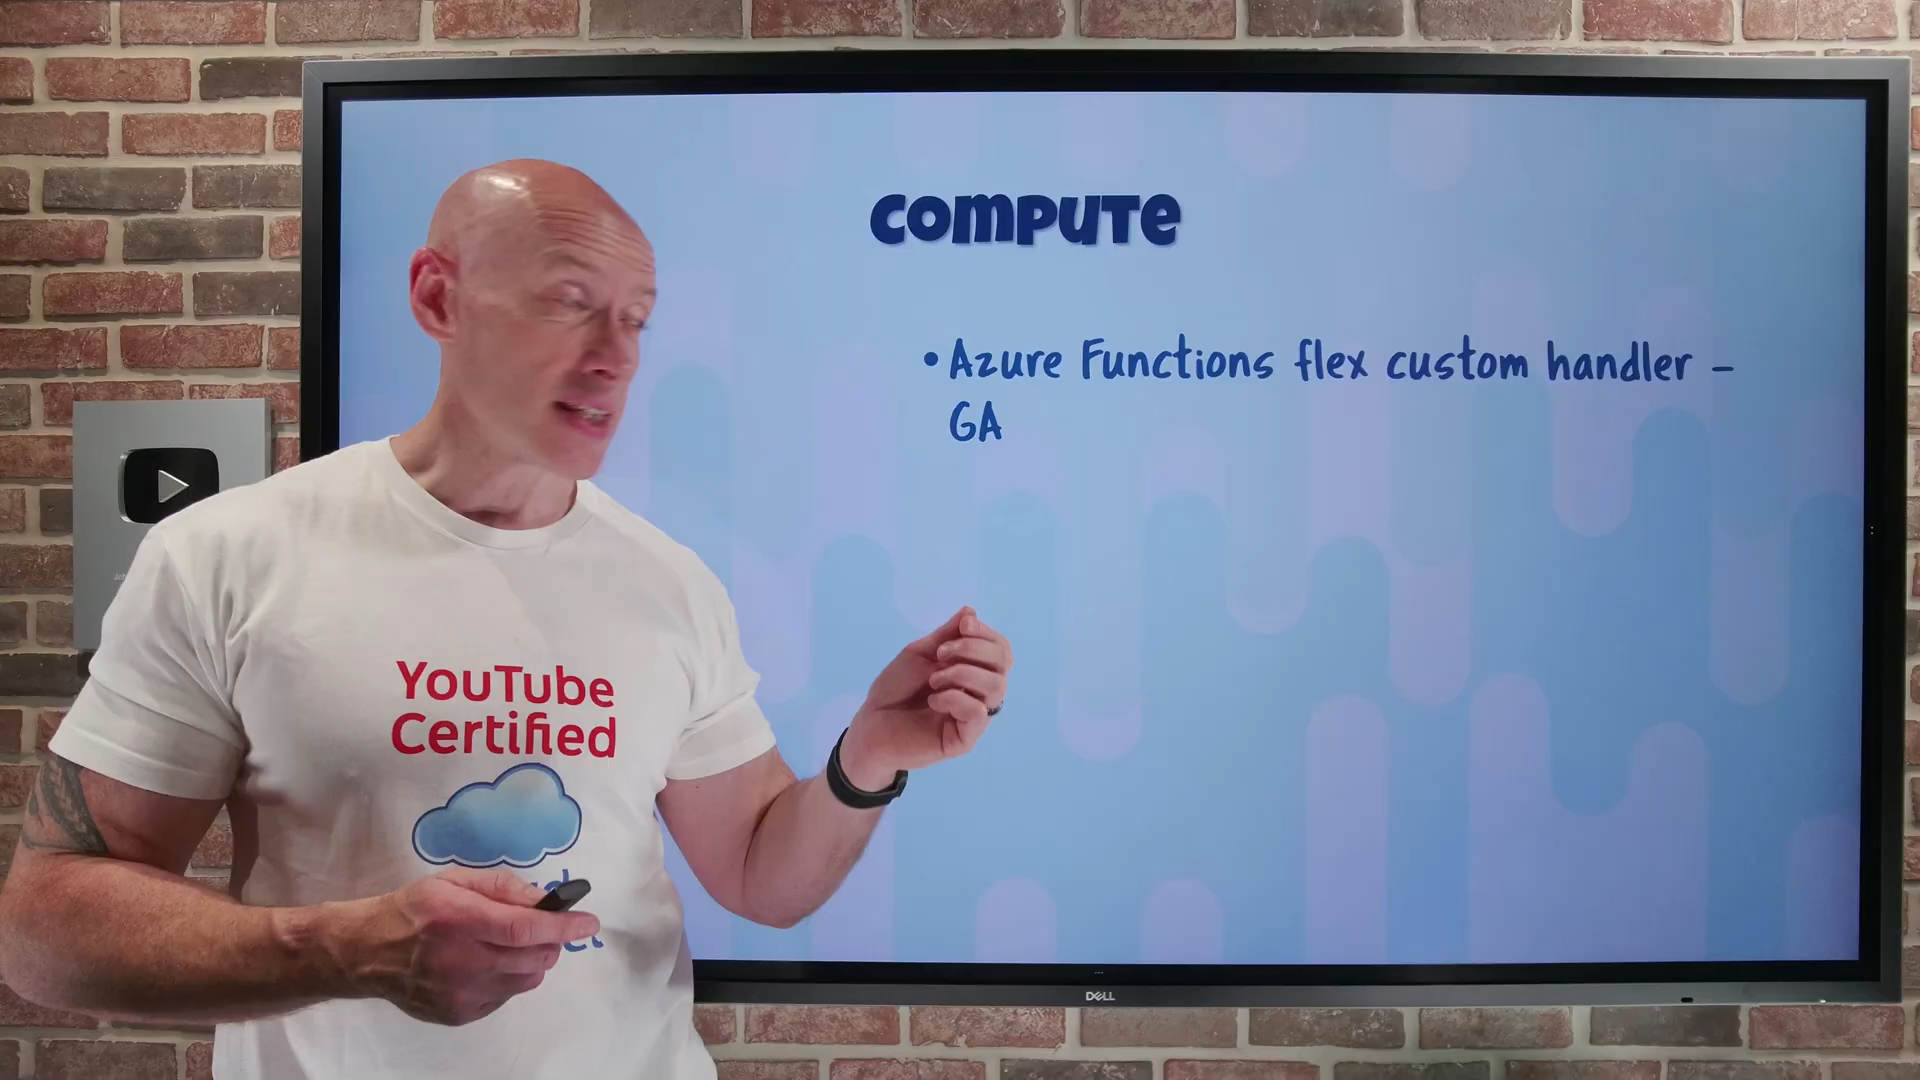 COMPUTE
• Azure Functions flex custom handler –
GA
YouTube
Certified
DELL